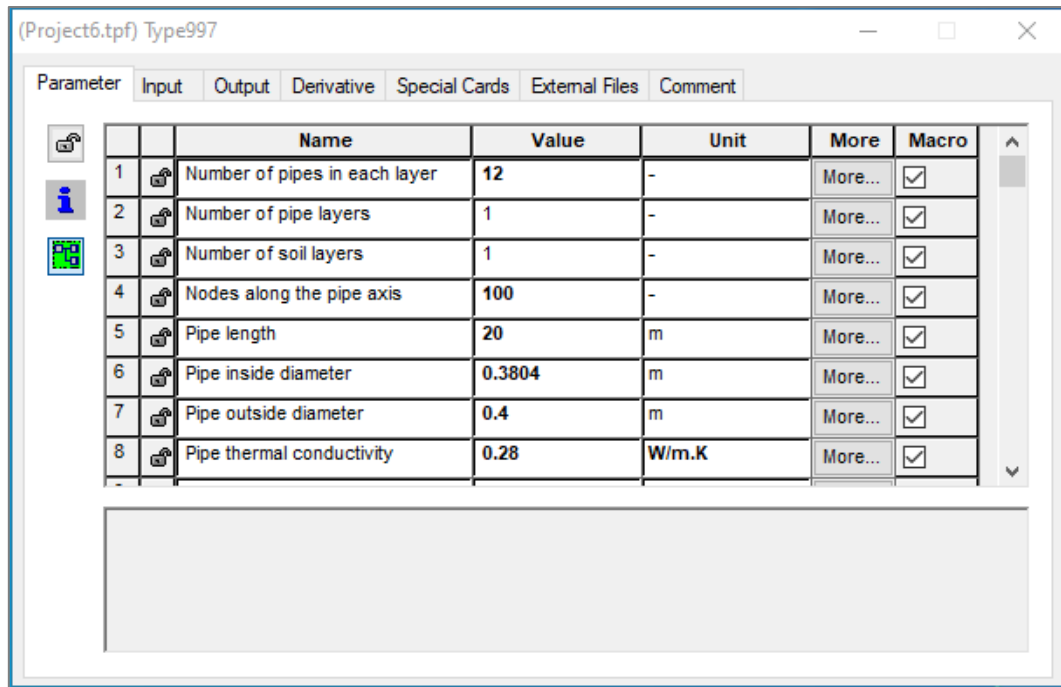 (Project6.tpf) Type997
Parameter Input Output Derivative Special Cards External Files Comment
Name Value Unit More Macro
1 Number of pipes in each layer 12 - More...
2 Number of pipe layers 1 - More...
3 Number of soil layers 1 - More...
4 Nodes along the pipe axis 100 - More...
5 Pipe length 20 m More...
6 Pipe inside diameter 0.3804 m More...
7 Pipe outside diameter 0.4 m More...
8 Pipe thermal conductivity 0.28 W/m.K More...